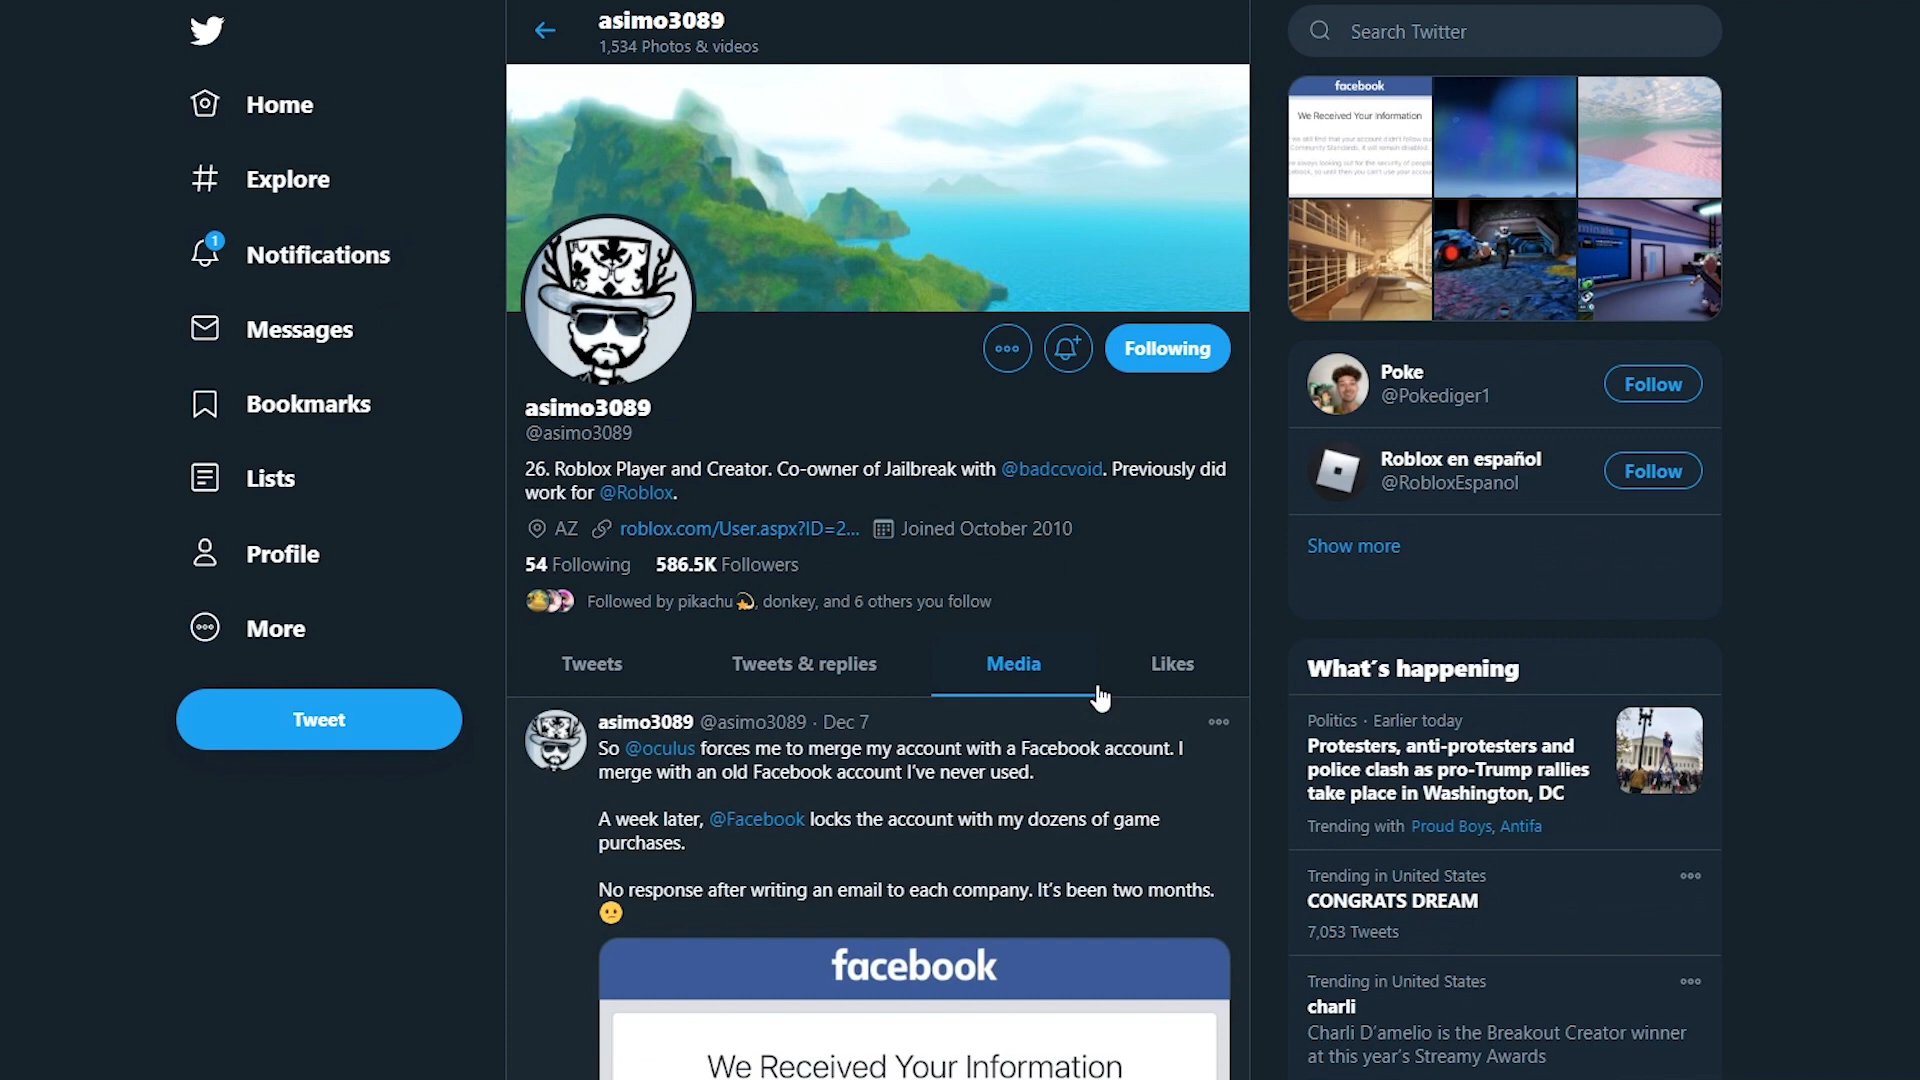 Home
Explore
1
Notifications
Messages
Bookmarks
Lists
Profile
More
Tweet
asimo3089
1,534 Photos & videos
Following
asimo3089
@asimo3089
26. Roblox Player and Creator. Co-owner of Jailbreak with @badccvoid. Previously did
work for @Roblox.
AZ roblox.com/User.aspx?ID=2... Joined October 2010
54 Following 586.5K Followers
Followed by pikachu💫, donkey, and 6 others you follow
Tweets Tweets & replies Media Likes
asimo3089 @asimo3089 · Dec 7
So @oculus forces me to merge my account with a Facebook account. I
merge with an old Facebook account I've never used.
A week later, @Facebook locks the account with my dozens of game
purchases.
No response after writing an email to each company. It's been two months.
😕
facebook
We Received Your Information
Search Twitter
facebook
We Received Your Information
Poke
@Pokediger1
Follow
Roblox en español
@RobloxEspanol
Follow
Show more
What's happening
Politics · Earlier today
Protesters, anti-protesters and
police clash as pro-Trump rallies
take place in Washington, DC
Trending with Proud Boys, Antifa
Trending in United States
CONGRATS DREAM
7,053 Tweets
Trending in United States
charli
Charli D'amelio is the Breakout Creator winner
at this year's Streamy Awards